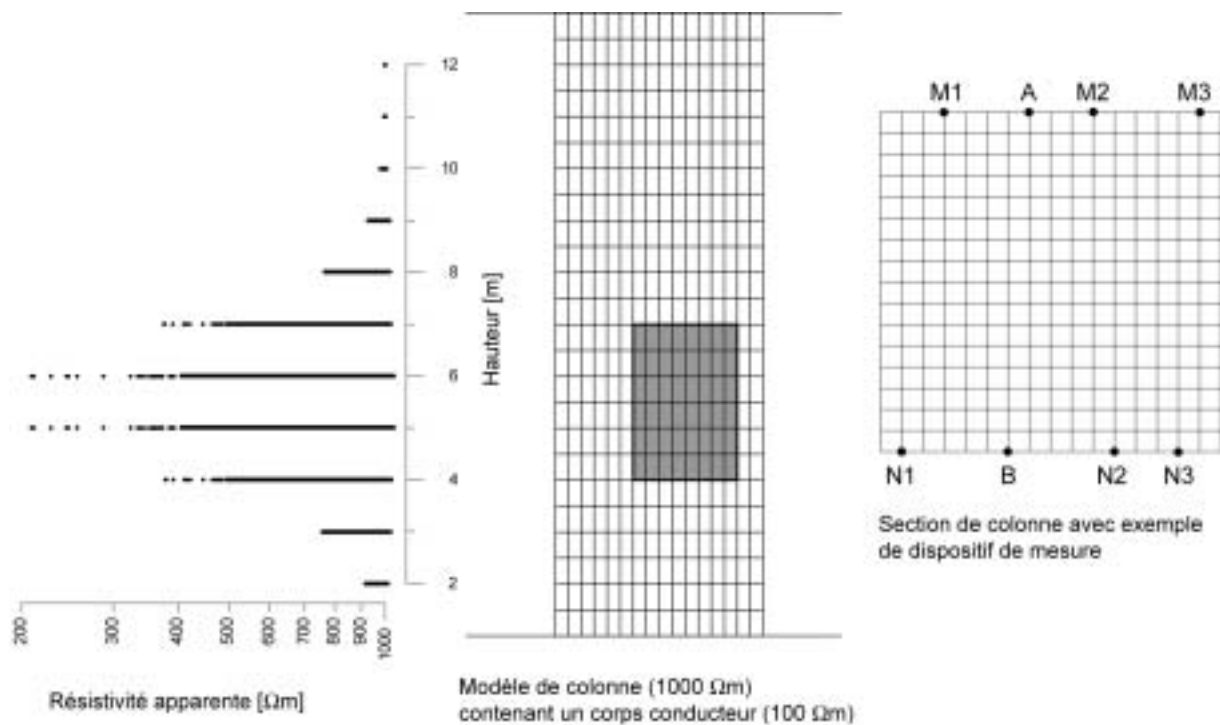 12
10
8
6
4
2
Hauteur [m]
200
300
400
500
600
700
800
900
1000
Résistivité apparente [Ωm]
Modèle de colonne (1000 Ωm)
contenant un corps conducteur (100 Ωm)
M1 A M2 M3
N1 B N2 N3
Section de colonne avec exemple
de dispositif de mesure